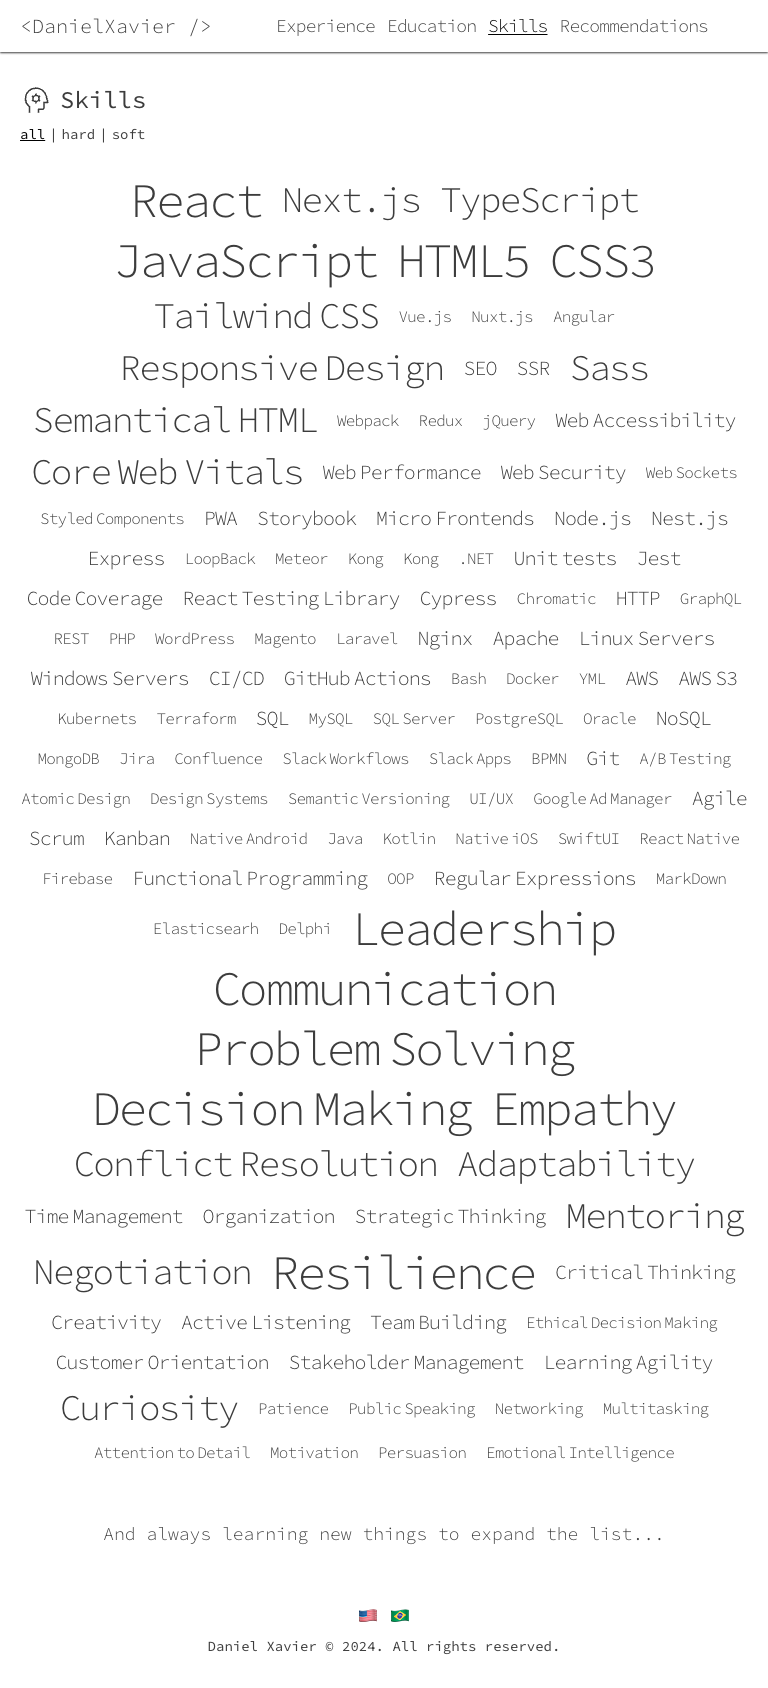 <DanielXavier /> Experience Education Skills Recommendations
Skills
all | hard | soft
React Next.js TypeScript
JavaScript HTML5 CSS3
Tailwind CSS Vue.js Nuxt.js Angular
Responsive Design SEO SSR Sass
Semantical HTML Webpack Redux jQuery Web Accessibility
Core Web Vitals Web Performance Web Security Web Sockets
Styled Components PWA Storybook Micro Frontends Node.js Nest.js
Express LoopBack Meteor Kong Kong .NET Unit tests Jest
Code Coverage React Testing Library Cypress Chromatic HTTP GraphQL
REST PHP WordPress Magento Laravel Nginx Apache Linux Servers
Windows Servers CI/CD GitHub Actions Bash Docker YML AWS AWS S3
Kubernets Terraform SQL MySQL SQL Server PostgreSQL Oracle NoSQL
MongoDB Jira Confluence Slack Workflows Slack Apps BPMN Git A/B Testing
Atomic Design Design Systems Semantic Versioning UI/UX Google Ad Manager Agile
Scrum Kanban Native Android Java Kotlin Native iOS SwiftUI React Native
Firebase Functional Programming OOP Regular Expressions MarkDown
Elasticsearh Delphi Leadership
Communication
Problem Solving
Decision Making Empathy
Conflict Resolution Adaptability
Time Management Organization Strategic Thinking Mentoring
Negotiation Resilience Critical Thinking
Creativity Active Listening Team Building Ethical Decision Making
Customer Orientation Stakeholder Management Learning Agility
Curiosity Patience Public Speaking Networking Multitasking
Attention to Detail Motivation Persuasion Emotional Intelligence
And always learning new things to expand the list...
Daniel Xavier © 2024. All rights reserved.